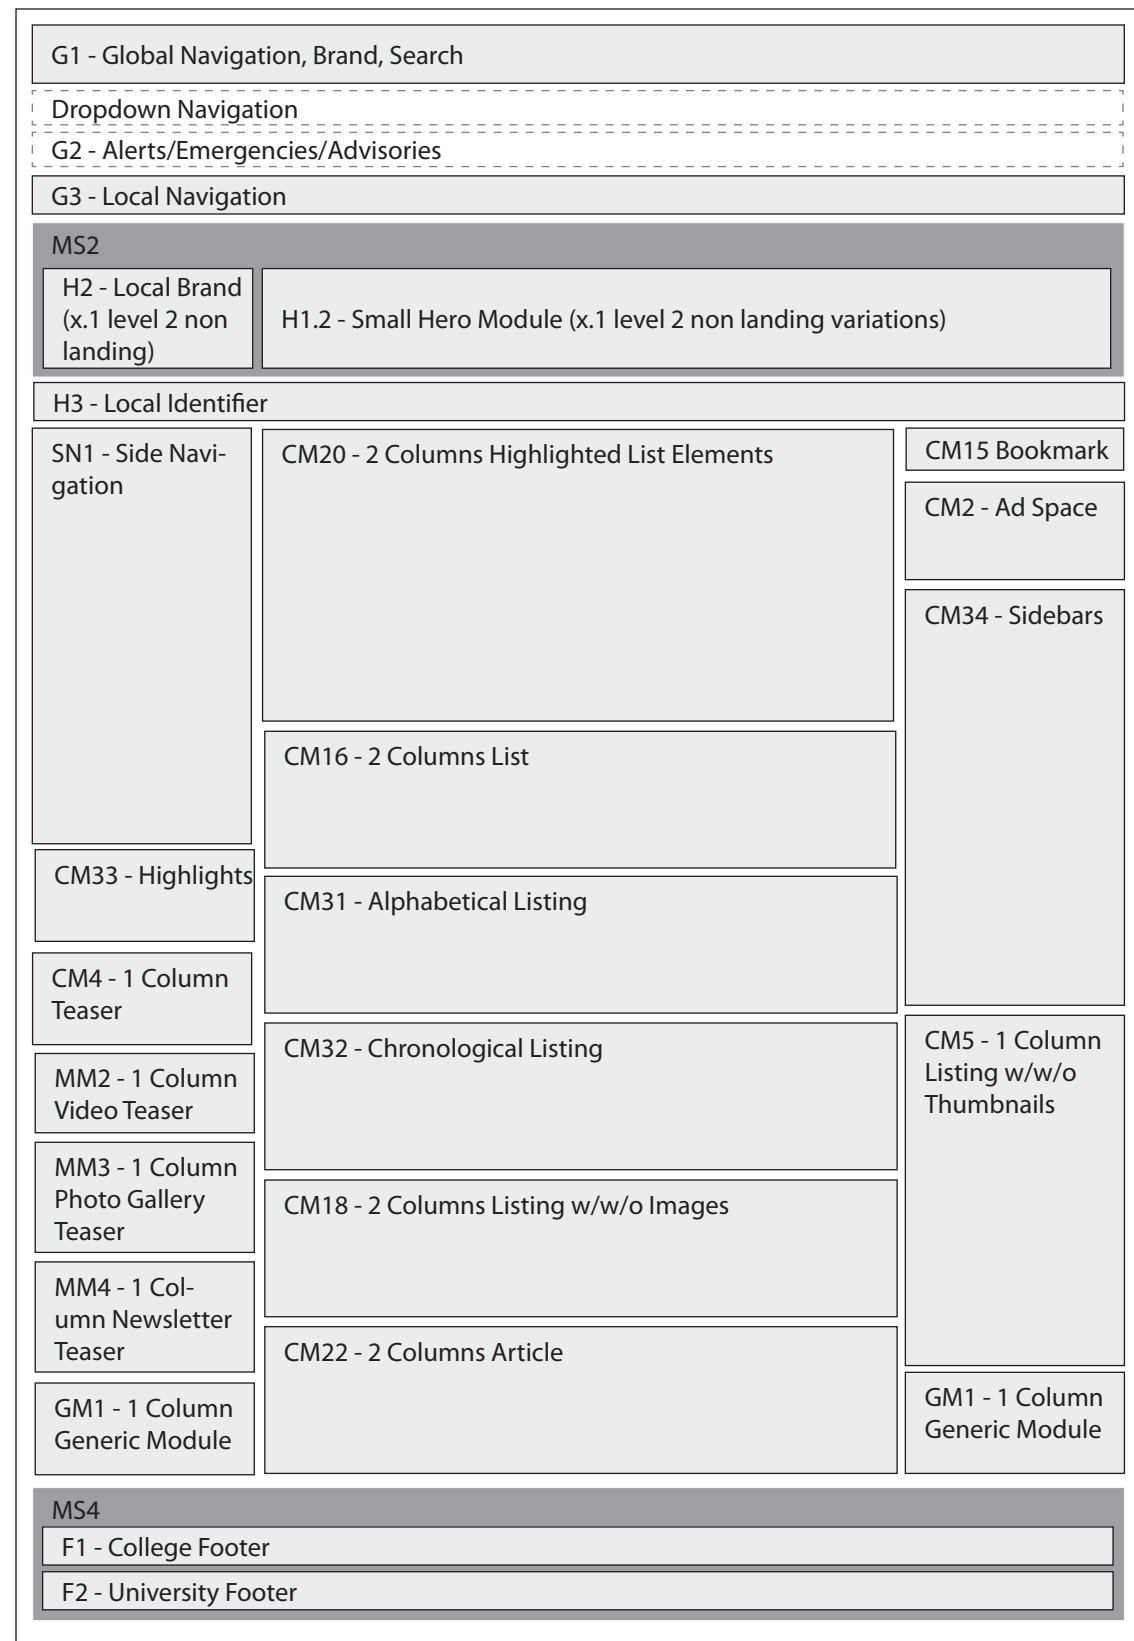 G1 - Global Navigation, Brand, Search
Dropdown Navigation
G2 - Alerts/Emergencies/Advisories
G3 - Local Navigation
MS2
H2 - Local Brand
(x.1 level 2 non
landing)
H1.2 - Small Hero Module (x.1 level 2 non landing variations)
H3 - Local Identifier
SN1 - Side Navi-
gation
CM33 - Highlights
CM4 - 1 Column
Teaser
MM2 - 1 Column
Video Teaser
MM3 - 1 Column
Photo Gallery
Teaser
MM4 - 1 Col-
umn Newsletter
Teaser
GM1 - 1 Column
Generic Module
CM20 - 2 Columns Highlighted List Elements
CM16 - 2 Columns List
CM31 - Alphabetical Listing
CM32 - Chronological Listing
CM18 - 2 Columns Listing w/w/o Images
CM22 - 2 Columns Article
CM15 Bookmark
CM2 - Ad Space
CM34 - Sidebars
CM5 - 1 Column
Listing w/w/o
Thumbnails
GM1 - 1 Column
Generic Module
MS4
F1 - College Footer
F2 - University Footer